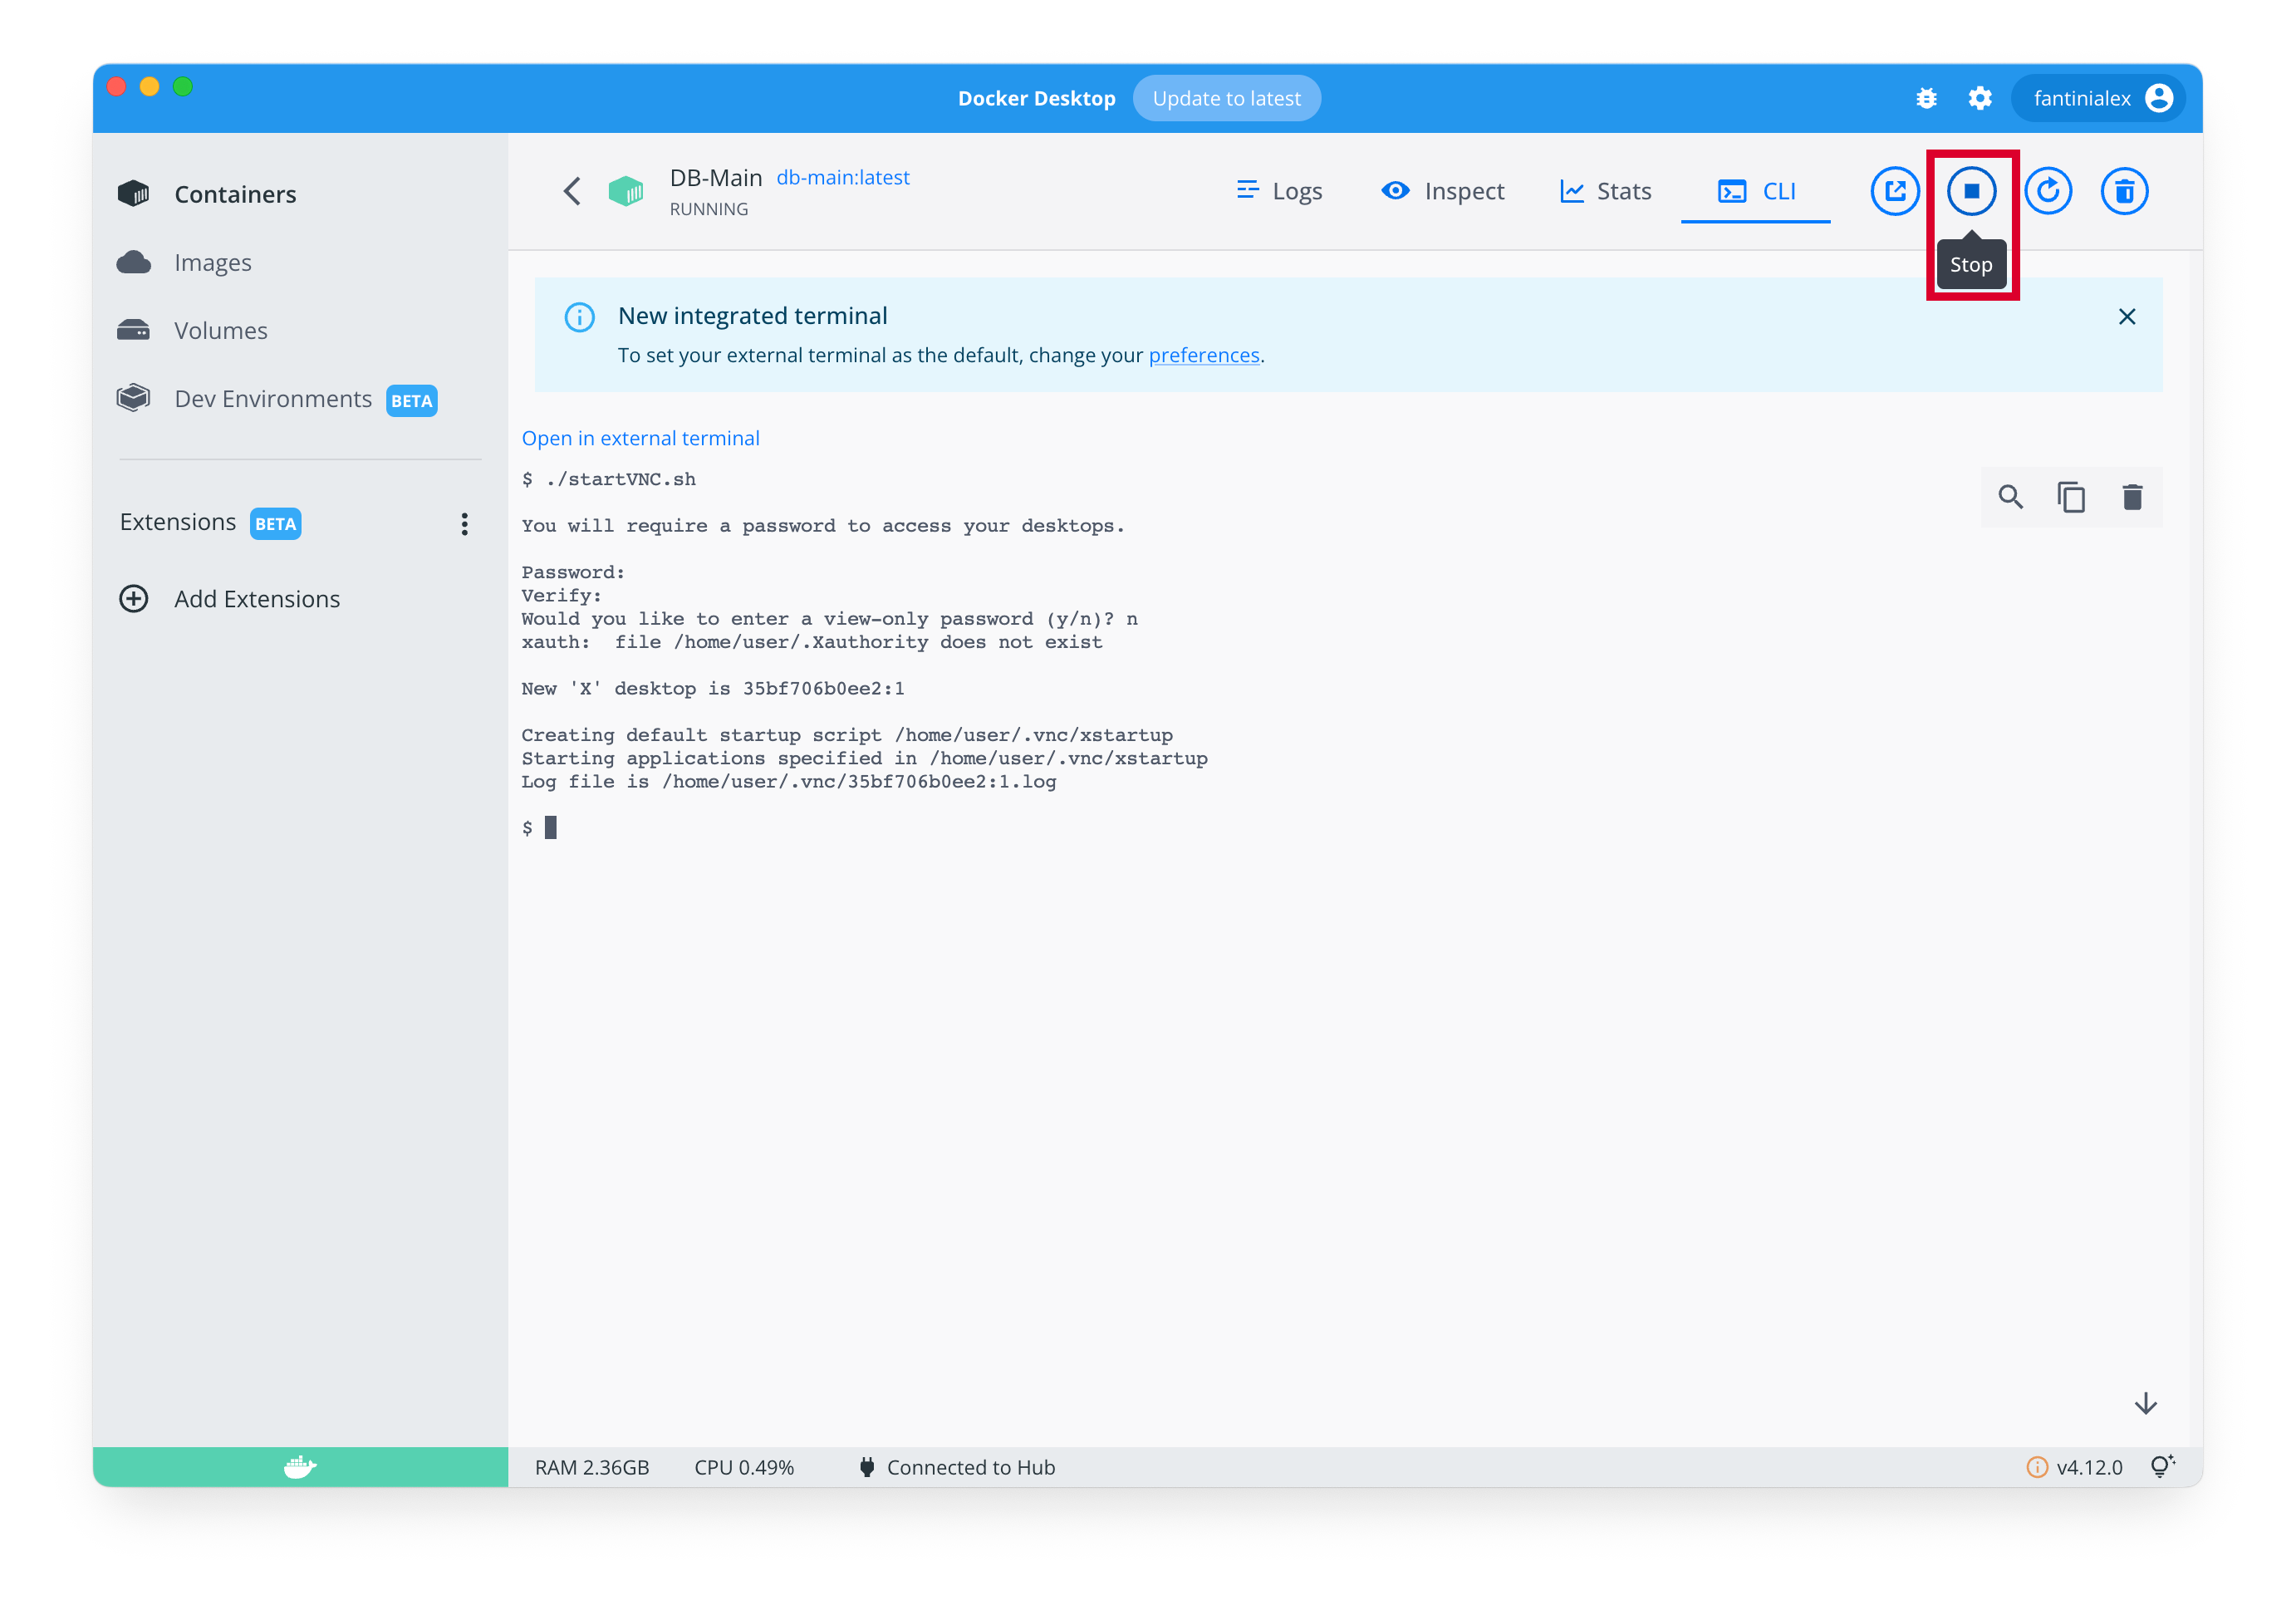 Docker Desktop Update to latest fantinialex
Containers
Images
Volumes
Dev Environments BETA
Extensions BETA
Add Extensions
DB-Main db-main:latest
RUNNING
Logs Inspect Stats CLI
Stop
New integrated terminal
To set your external terminal as the default, change your preferences.
Open in external terminal
$ ./startVNC.sh
You will require a password to access your desktops.
Password:
Verify:
Would you like to enter a view-only password (y/n)? n
xauth:  file /home/user/.Xauthority does not exist
New 'X' desktop is 35bf706b0ee2:1
Creating default startup script /home/user/.vnc/xstartup
Starting applications specified in /home/user/.vnc/xstartup
Log file is /home/user/.vnc/35bf706b0ee2:1.log
$
RAM 2.36GB CPU 0.49% Connected to Hub v4.12.0